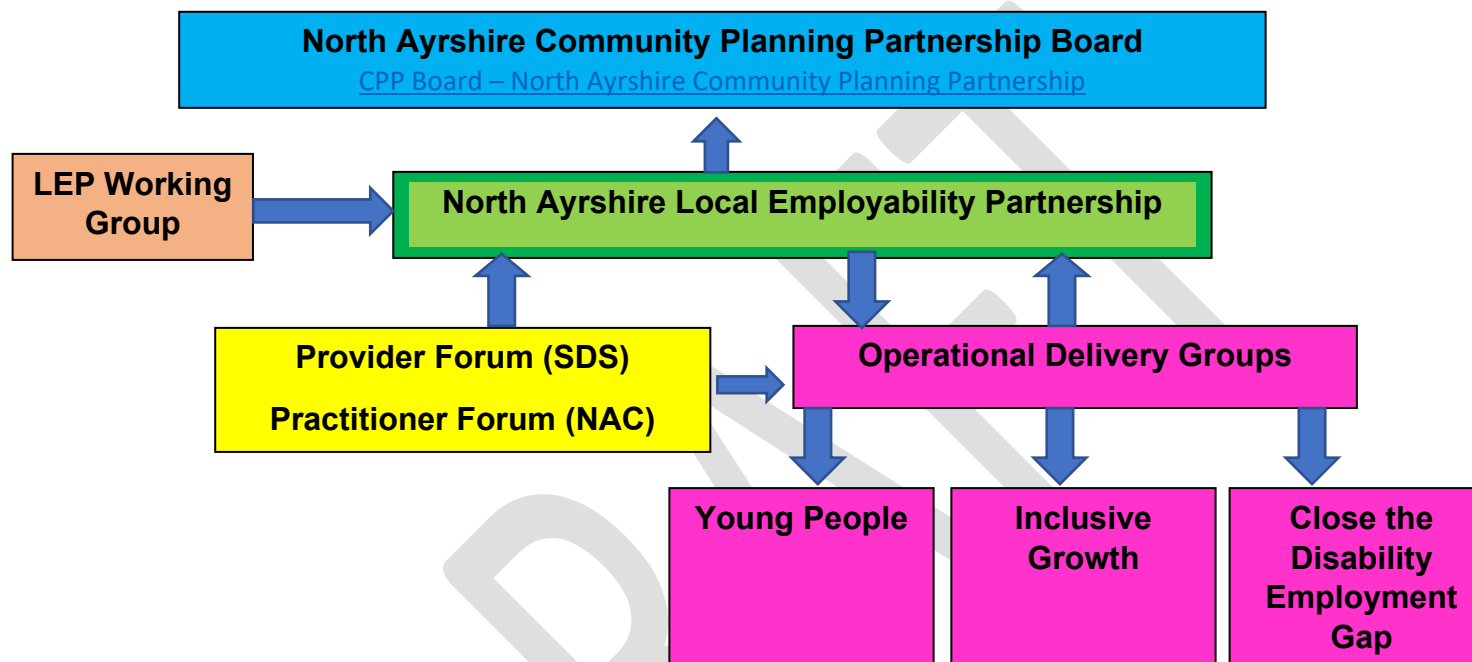 North Ayrshire Community Planning Partnership Board
CPP Board – North Ayrshire Community Planning Partnership
LEP Working
Group
North Ayrshire Local Employability Partnership
Provider Forum (SDS)
Practitioner Forum (NAC)
Operational Delivery Groups
Young People
Inclusive
Growth
Close the
Disability
Employment
Gap
DRAFT